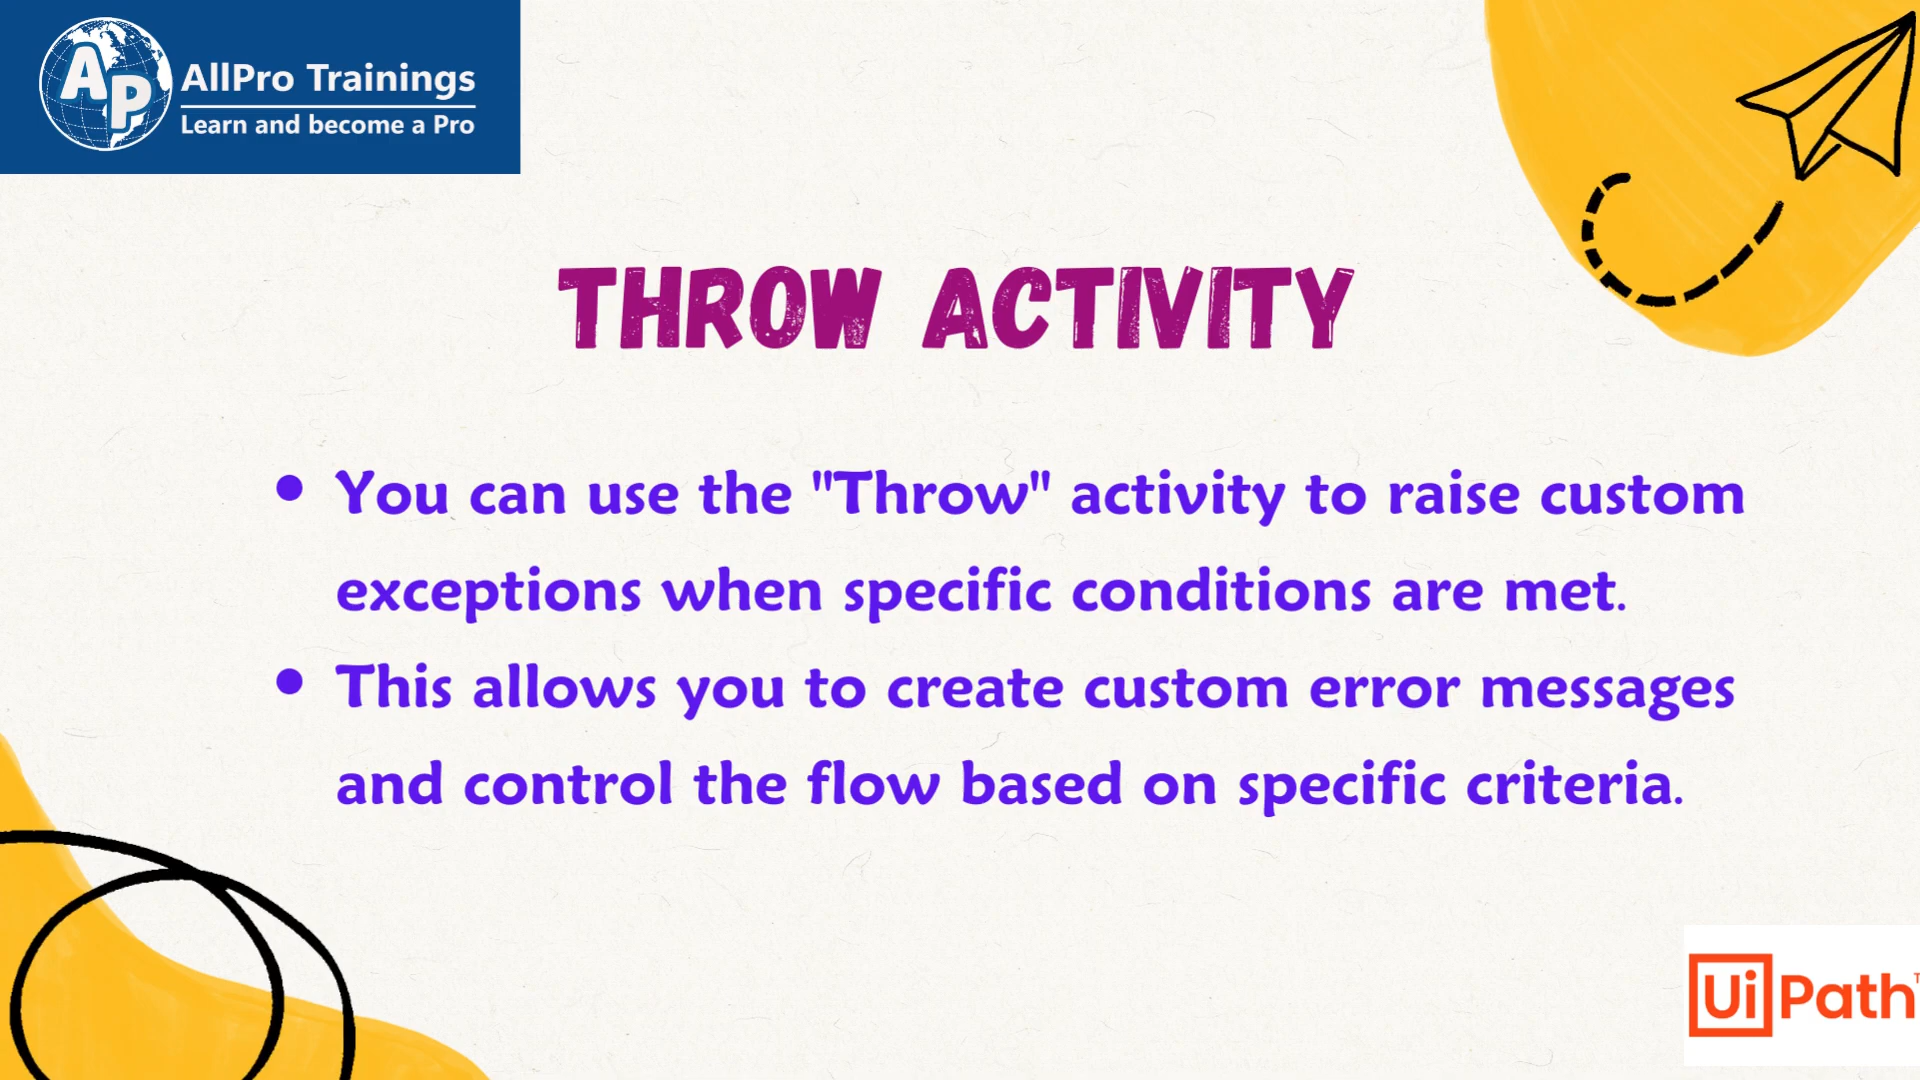 AP
AllPro Trainings
Learn and become a Pro
THROW ACTIVITY
• You can use the "Throw" activity to raise custom
exceptions when specific conditions are met.
• This allows you to create custom error messages
and control the flow based on specific criteria.
UiPath